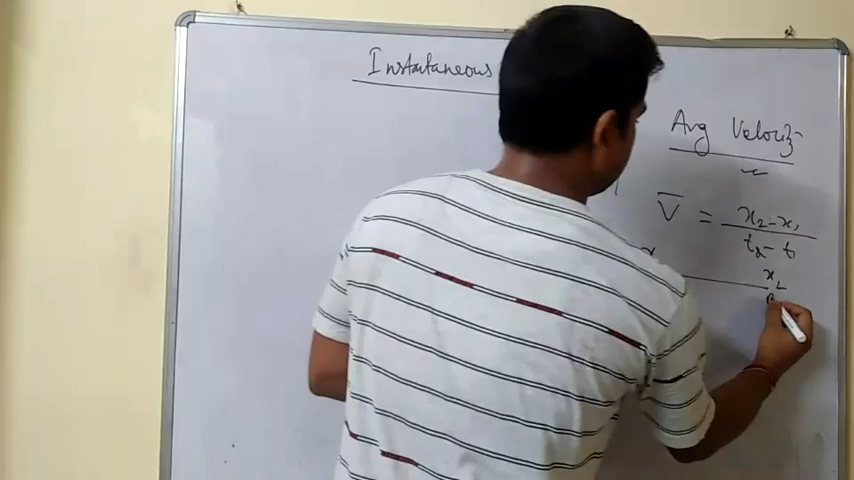 Instantaneous
Avg Velocity
V̅ = x₂ - x₁
t₂ - t₁
x
x₂
B